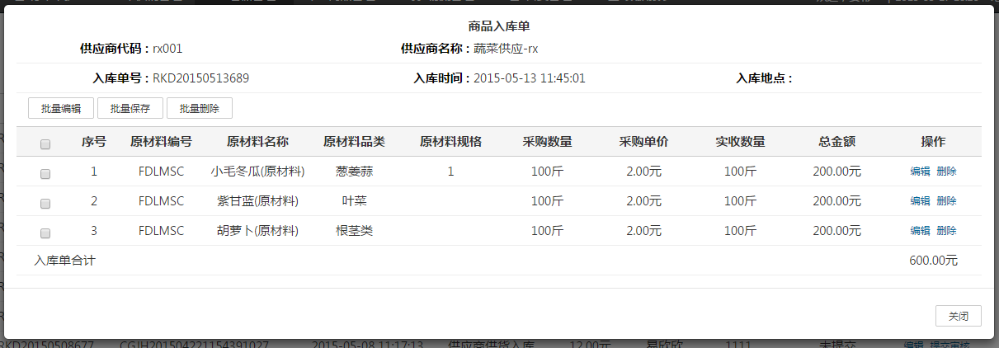 商品入库单
供应商代码：rx001 供应商名称：蔬菜供应-rx
入库单号：RKD20150513689 入库时间：2015-05-13 11:45:01 入库地点：
批量编辑 批量保存 批量删除
序号 原材料编号 原材料名称 原材料品类 原材料规格 采购数量 采购单价 实收数量 总金额 操作
1 FDLMSC 小毛冬瓜(原材料) 葱姜蒜 1 100斤 2.00元 100斤 200.00元 编辑 删除
2 FDLMSC 紫甘蓝(原材料) 叶菜 100斤 2.00元 100斤 200.00元 编辑 删除
3 FDLMSC 胡萝卜(原材料) 根茎类 100斤 2.00元 100斤 200.00元 编辑 删除
入库单合计 600.00元
关闭
RKD20150508677 CGJH201504221154391027 2015-05-08 11:17:13 供应商供货入库 12.00元 易欣欣 1111 未提交 编辑 提交审核